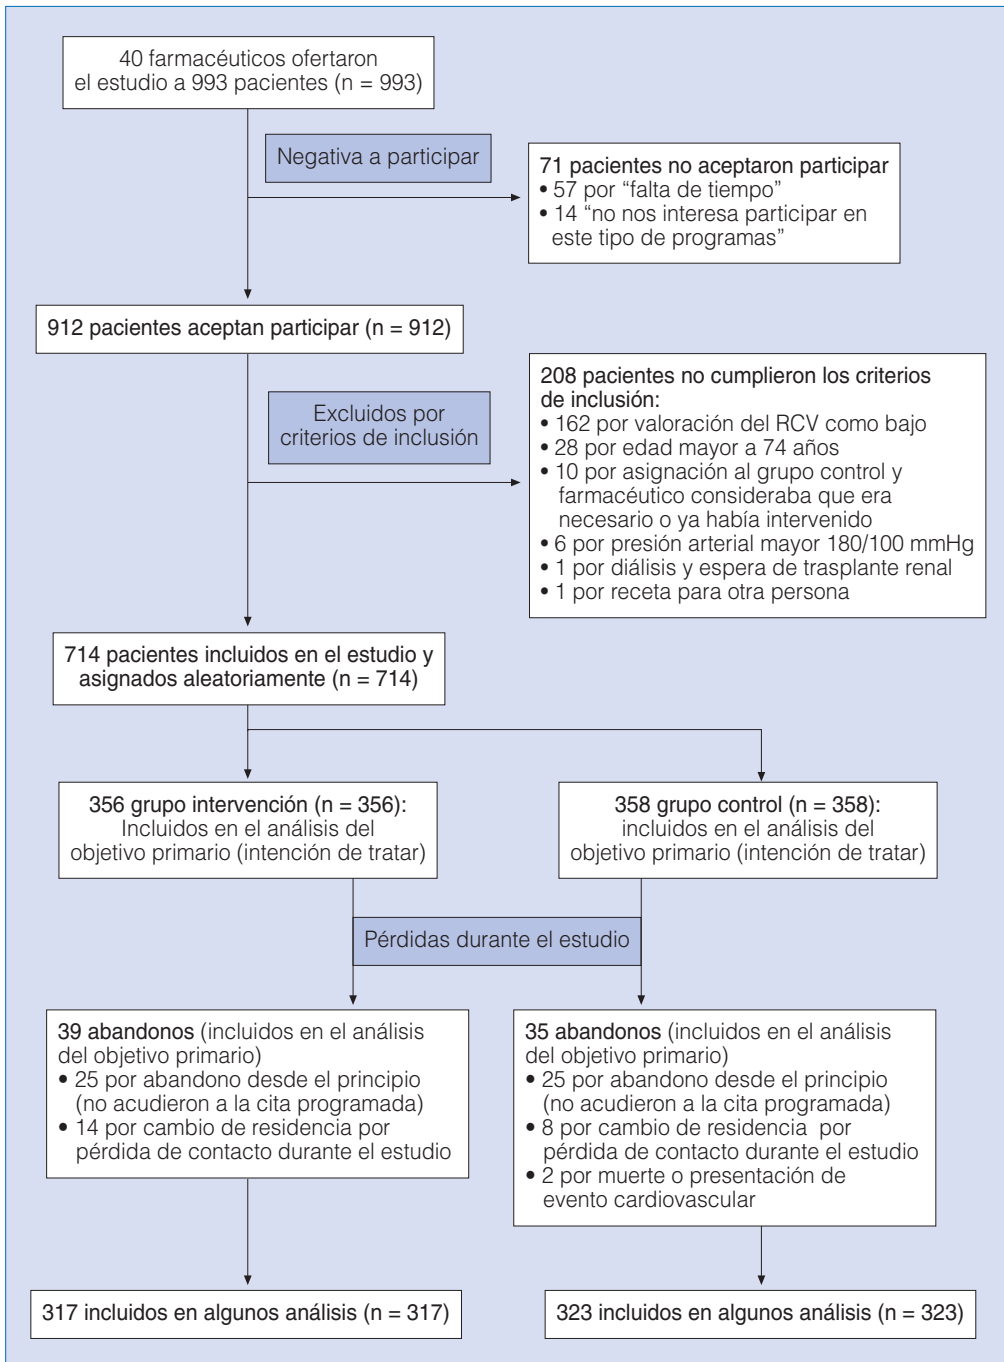 40 farmacéuticos ofertaron
el estudio a 993 pacientes (n = 993)
Negativa a participar
71 pacientes no aceptaron participar
• 57 por “falta de tiempo”
• 14 “no nos interesa participar en
este tipo de programas”
912 pacientes aceptan participar (n = 912)
Excluidos por
criterios de inclusión
208 pacientes no cumplieron los criterios
de inclusión:
• 162 por valoración del RCV como bajo
• 28 por edad mayor a 74 años
• 10 por asignación al grupo control y
farmacéutico consideraba que era
necesario o ya había intervenido
• 6 por presión arterial mayor 180/100 mmHg
• 1 por diálisis y espera de trasplante renal
• 1 por receta para otra persona
714 pacientes incluidos en el estudio y
asignados aleatoriamente (n = 714)
356 grupo intervención (n = 356):
Incluidos en el análisis del
objetivo primario (intención de tratar)
358 grupo control (n = 358):
incluidos en el análisis del
objetivo primario (intención de tratar)
Pérdidas durante el estudio
39 abandonos (incluidos en el análisis
del objetivo primario)
• 25 por abandono desde el principio
(no acudieron a la cita programada)
• 14 por cambio de residencia por
pérdida de contacto durante el estudio
35 abandonos (incluidos en el análisis
del objetivo primario)
• 25 por abandono desde el principio
(no acudieron a la cita programada)
• 8 por cambio de residencia por
pérdida de contacto durante el estudio
• 2 por muerte o presentación de
evento cardiovascular
317 incluidos en algunos análisis (n = 317)
323 incluidos en algunos análisis (n = 323)